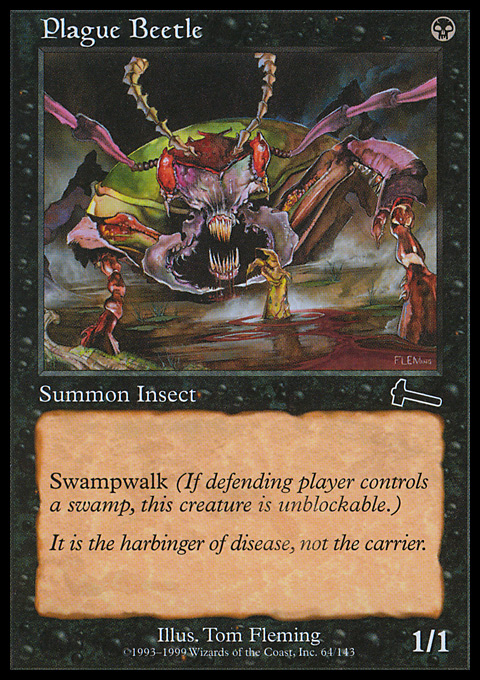 Plague Beetle
FLEMING
Summon Insect
Swampwalk (If defending player controls
a swamp, this creature is unblockable.)
It is the harbinger of disease, not the carrier.
Illus. Tom Fleming
©1993–1999 Wizards of the Coast, Inc. 64/143
1/1